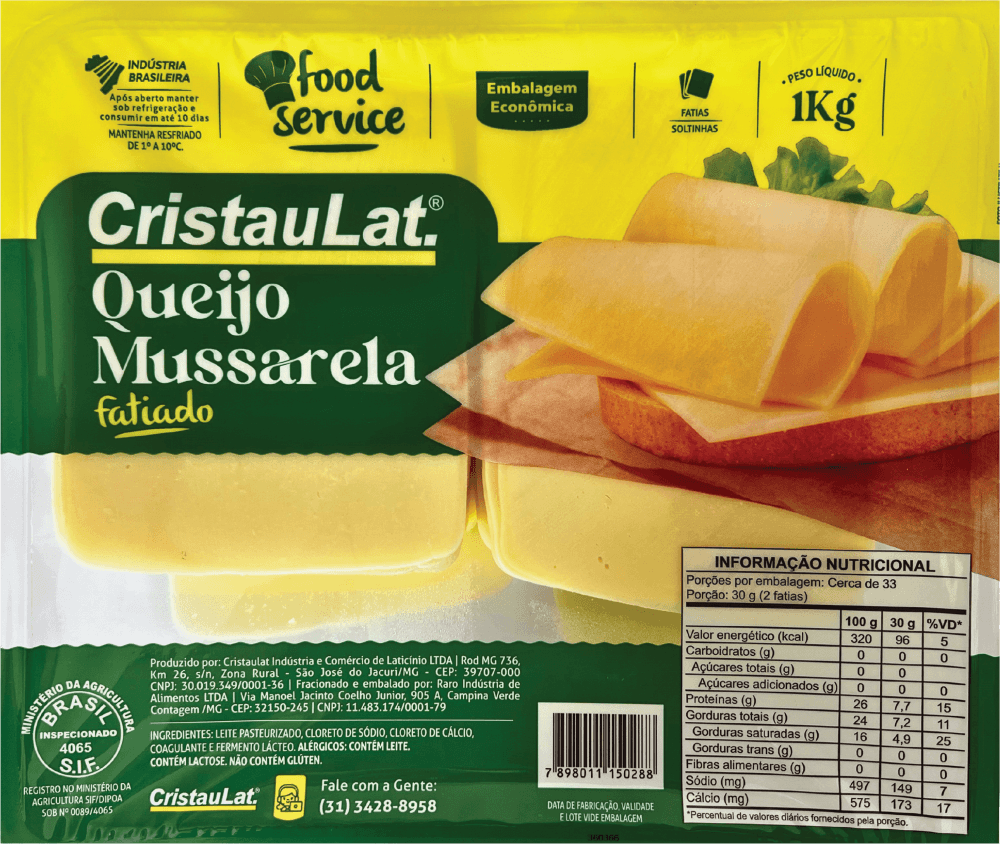 INDÚSTRIA
BRASILEIRA
Após aberto manter
sob refrigeração e
consumir em até 10 dias
MANTENHA RESFRIADO
DE 1º A 10ºC.
food
service
Embalagem
Econômica
FATIAS
SOLTINHAS
• PESO LÍQUIDO •
1Kg
CristauLat.®
Queijo
Mussarela
fatiado
INFORMAÇÃO NUTRICIONAL
Porções por embalagem: Cerca de 33
Porção: 30 g (2 fatias)
100 g 30 g %VD*
Valor energético (kcal) 320 96 5
Carboidratos (g) 0 0 0
Açúcares totais (g) 0 0
Açúcares adicionados (g) 0 0 0
Proteínas (g) 26 7,7 15
Gorduras totais (g) 24 7,2 11
Gorduras saturadas (g) 16 4,9 25
Gorduras trans (g) 0 0 0
Fibras alimentares (g) 0 0 0
Sódio (mg) 497 149 7
Cálcio (mg) 575 173 17
*Percentual de valores diários fornecidos pela porção.
Produzido por: Cristaulat Indústria e Comércio de Laticínio LTDA | Rod MG 736,
Km 26, s/n, Zona Rural - São José do Jacuri/MG - CEP: 39707-000
CNPJ: 30.019.349/0001-36 | Fracionado e embalado por: Raro Indústria de
Alimentos LTDA | Via Manoel Jacinto Coelho Junior, 905 A, Campina Verde
Contagem /MG - CEP: 32150-245 | CNPJ: 11.483.174/0001-79
INGREDIENTES: LEITE PASTEURIZADO, CLORETO DE SÓDIO, CLORETO DE CÁLCIO,
COAGULANTE E FERMENTO LÁCTEO. ALÉRGICOS: CONTÉM LEITE.
CONTÉM LACTOSE. NÃO CONTÉM GLÚTEN.
MINISTÉRIO DA AGRICULTURA
BRASIL
INSPECIONADO
4065
S.I.F.
REGISTRO NO MINISTÉRIO DA
AGRICULTURA SIF/DIPOA
SOB Nº 0089/4065
CristauLat.®
Fale com a Gente:
(31) 3428-8958
7 898011 150288
DATA DE FABRICAÇÃO, VALIDADE
E LOTE VIDE EMBALAGEM